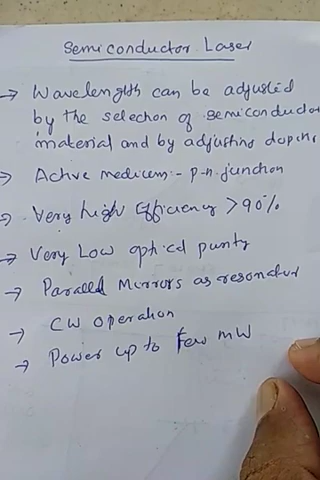 Semiconductor Laser
→ Wavelength can be adjusted
by the selection of semiconductor
material and by adjusting doping
→ Active medium:- p-n junction
→ Very high Efficiency >90%
→ Very Low optical purity
→ Parallel Mirrors as resonator
→ CW operation
→ Power up to few mW